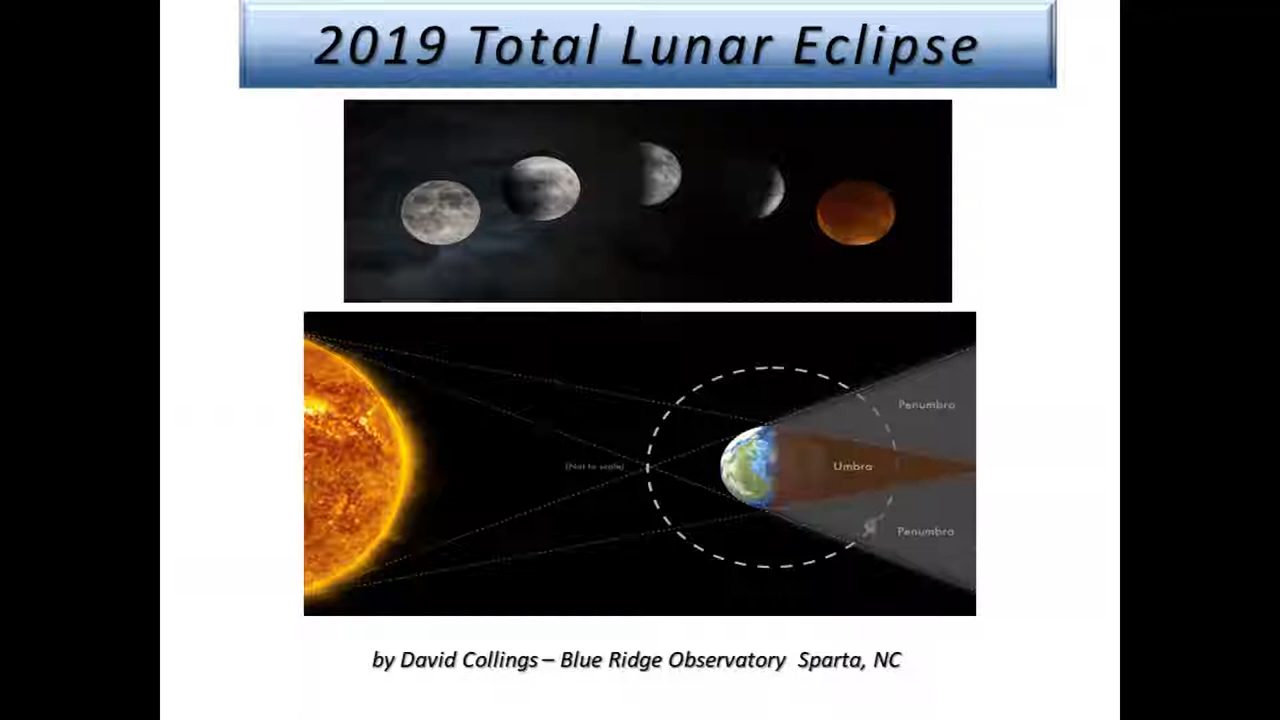 2019 Total Lunar Eclipse
Penumbra
(Not to scale)
Umbra
Penumbra
by David Collings – Blue Ridge Observatory Sparta, NC